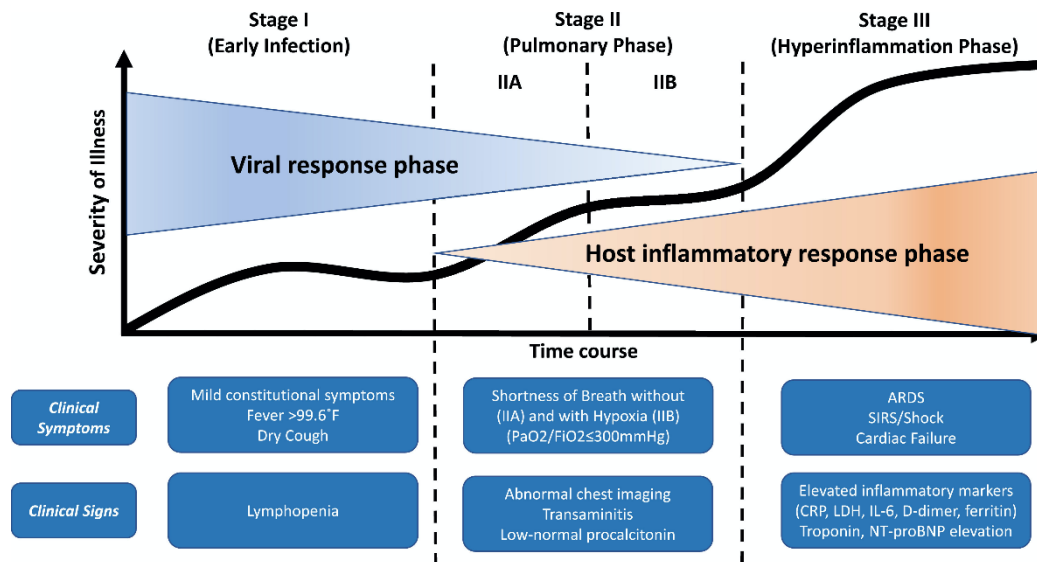 Stage I
(Early Infection)
Stage II
(Pulmonary Phase)
Stage III
(Hyperinflammation Phase)
IIA
IIB
Severity of Illness
Viral response phase
Host inflammatory response phase
Time course
Clinical
Symptoms
Mild constitutional symptoms
Fever >99.6°F
Dry Cough
Shortness of Breath without
(IIA) and with Hypoxia (IIB)
(PaO2/FiO2≤300mmHg)
ARDS
SIRS/Shock
Cardiac Failure
Clinical Signs
Lymphopenia
Abnormal chest imaging
Transaminitis
Low-normal procalcitonin
Elevated inflammatory markers
(CRP, LDH, IL-6, D-dimer, ferritin)
Troponin, NT-proBNP elevation